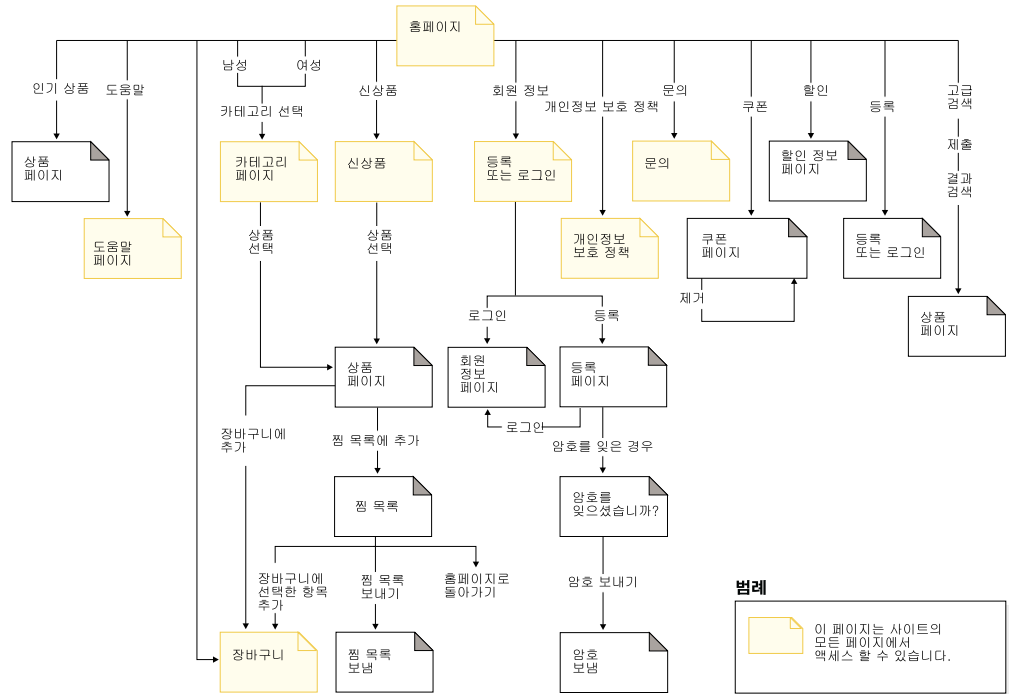 홈페이지
남성
여성
인기 상품
도움말
신상품
회원 정보
개인정보 보호 정책
문의
쿠폰
할인
등록
고급
검색
카테고리 선택
제출
결과
검색
상품
페이지
카테고리
페이지
신상품
등록
또는 로그인
문의
할인 정보
페이지
도움말
페이지
상품
선택
상품
선택
개인정보
보호 정책
쿠폰
페이지
등록
또는 로그인
제거
로그인
등록
상품
페이지
상품
페이지
회원
정보
페이지
등록
페이지
로그인
장바구니에
추가
찜 목록에 추가
암호를 잊은 경우
찜 목록
암호를
잊으셨습니까?
장바구니에
선택한 항목
추가
찜 목록
보내기
홈페이지로
돌아가기
암호 보내기
장바구니
찜 목록
보냄
암호
보냄
범례
이 페이지는 사이트의
모든 페이지에서
액세스 할 수 있습니다.